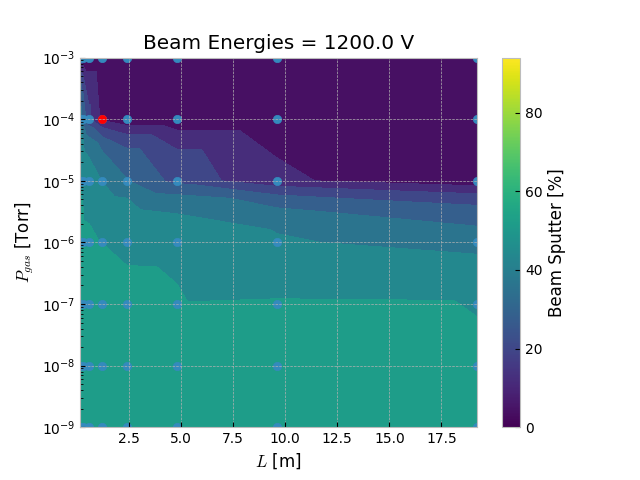 Beam Energies = 1200.0 V
10⁻³
10⁻⁴
10⁻⁵
10⁻⁶
10⁻⁷
10⁻⁸
10⁻⁹
P_gas [Torr]
2.5 5.0 7.5 10.0 12.5 15.0 17.5
L [m]
80
60
40
20
0
Beam Sputter [%]